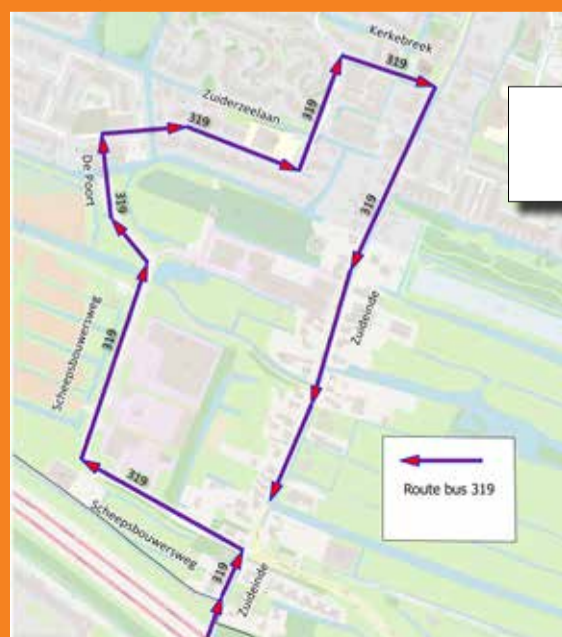 Kerkebreek
319
Zuiderzeelaan
319
319
De Poort
319
319
Zuideinde
319
Scheepsbouwersweg
319
Route bus 319
Scheepsbouwersweg
319
Zuideinde